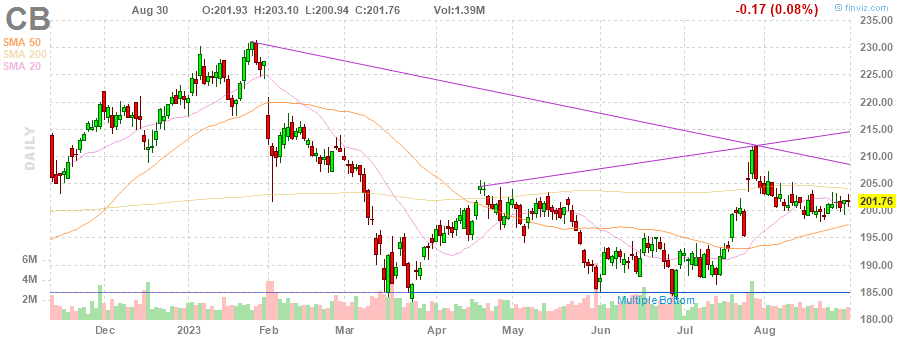 CB Aug 30 O:201.93 H:203.10 L:200.94 C:201.76 Vol:1.39M -0.17 (0.08%) @ finviz.com
SMA 50
SMA 200
SMA 20
DAILY
235.00
230.00
225.00
220.00
215.00
210.00
205.00
201.76
200.00
195.00
190.00
185.00
180.00
6M
4M
2M
Multiple Bottom
Dec 2023 Feb Mar Apr May Jun Jul Aug